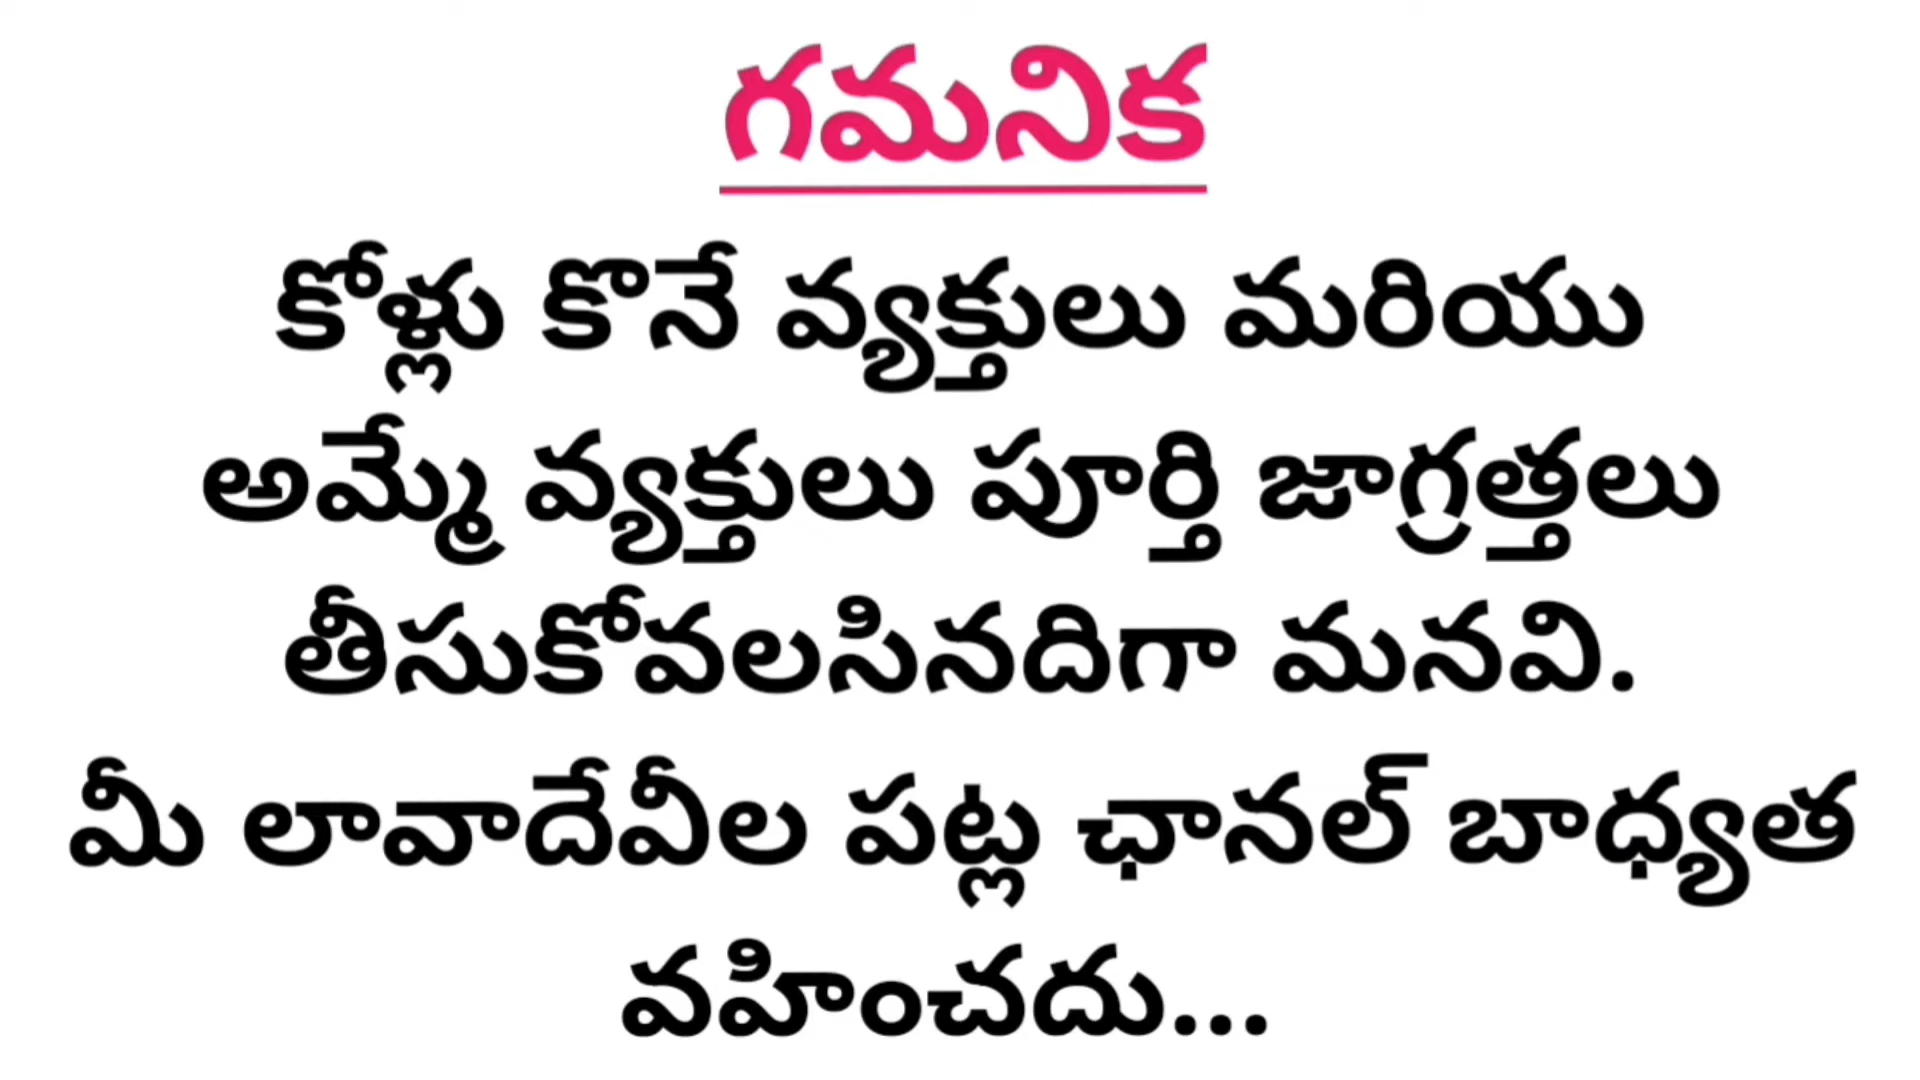 గమనిక
కోళ్లు కొనే వ్యక్తులు మరియు
అమ్మే వ్యక్తులు పూర్తి జాగ్రత్తలు
తీసుకోవలసినదిగా మనవి.
మీ లావాదేవీల పట్ల ఛానల్ బాధ్యత
వహించదు...